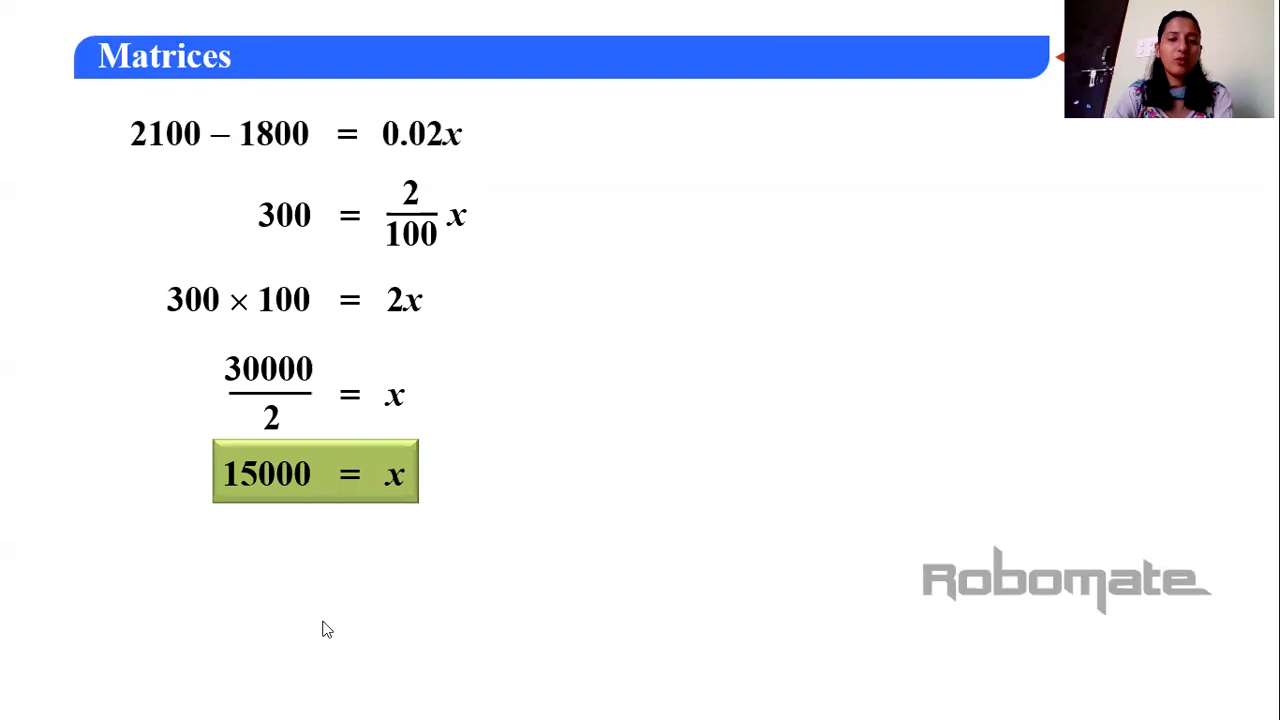 Matrices
2100 – 1800 = 0.02x
300 = 2/100 x
300 × 100 = 2x
30000/2 = x
15000 = x
Robomate